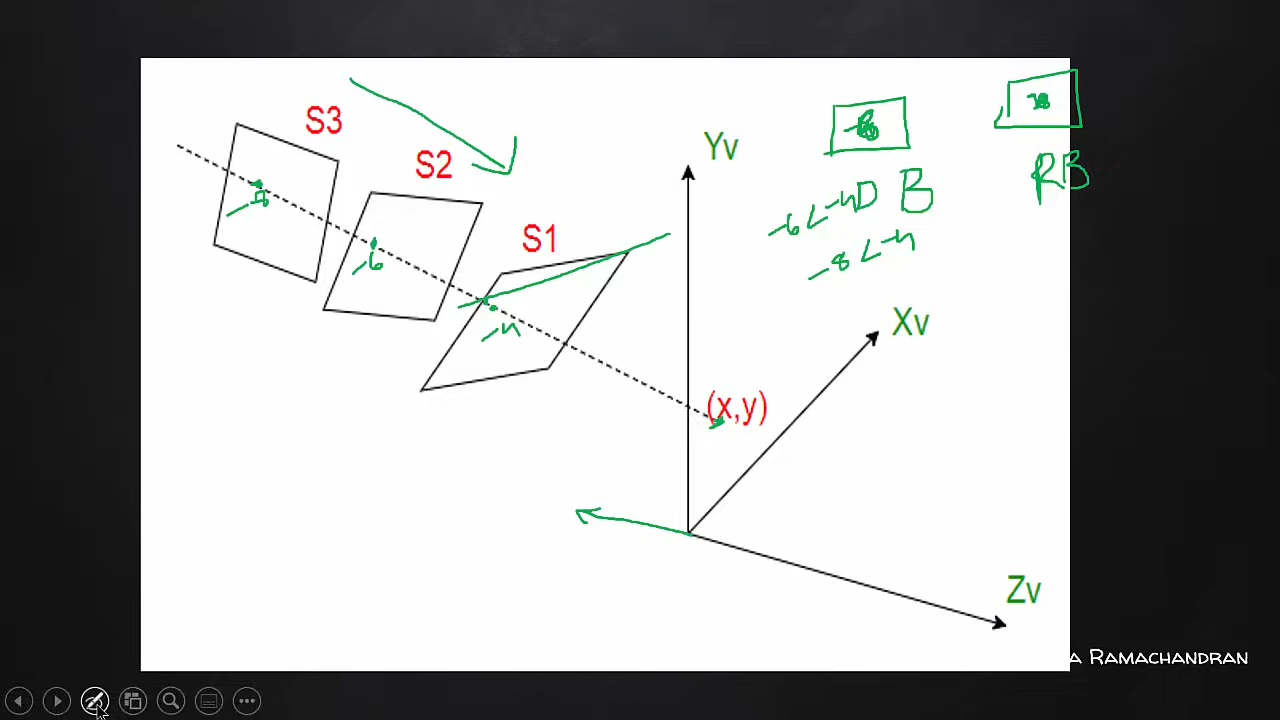 S3
S2
S1
Yv
Xv
(x,y)
Zv
-6
-4
-6 < -4 D B
-8 < -4
RB
a RAMACHANDRAN